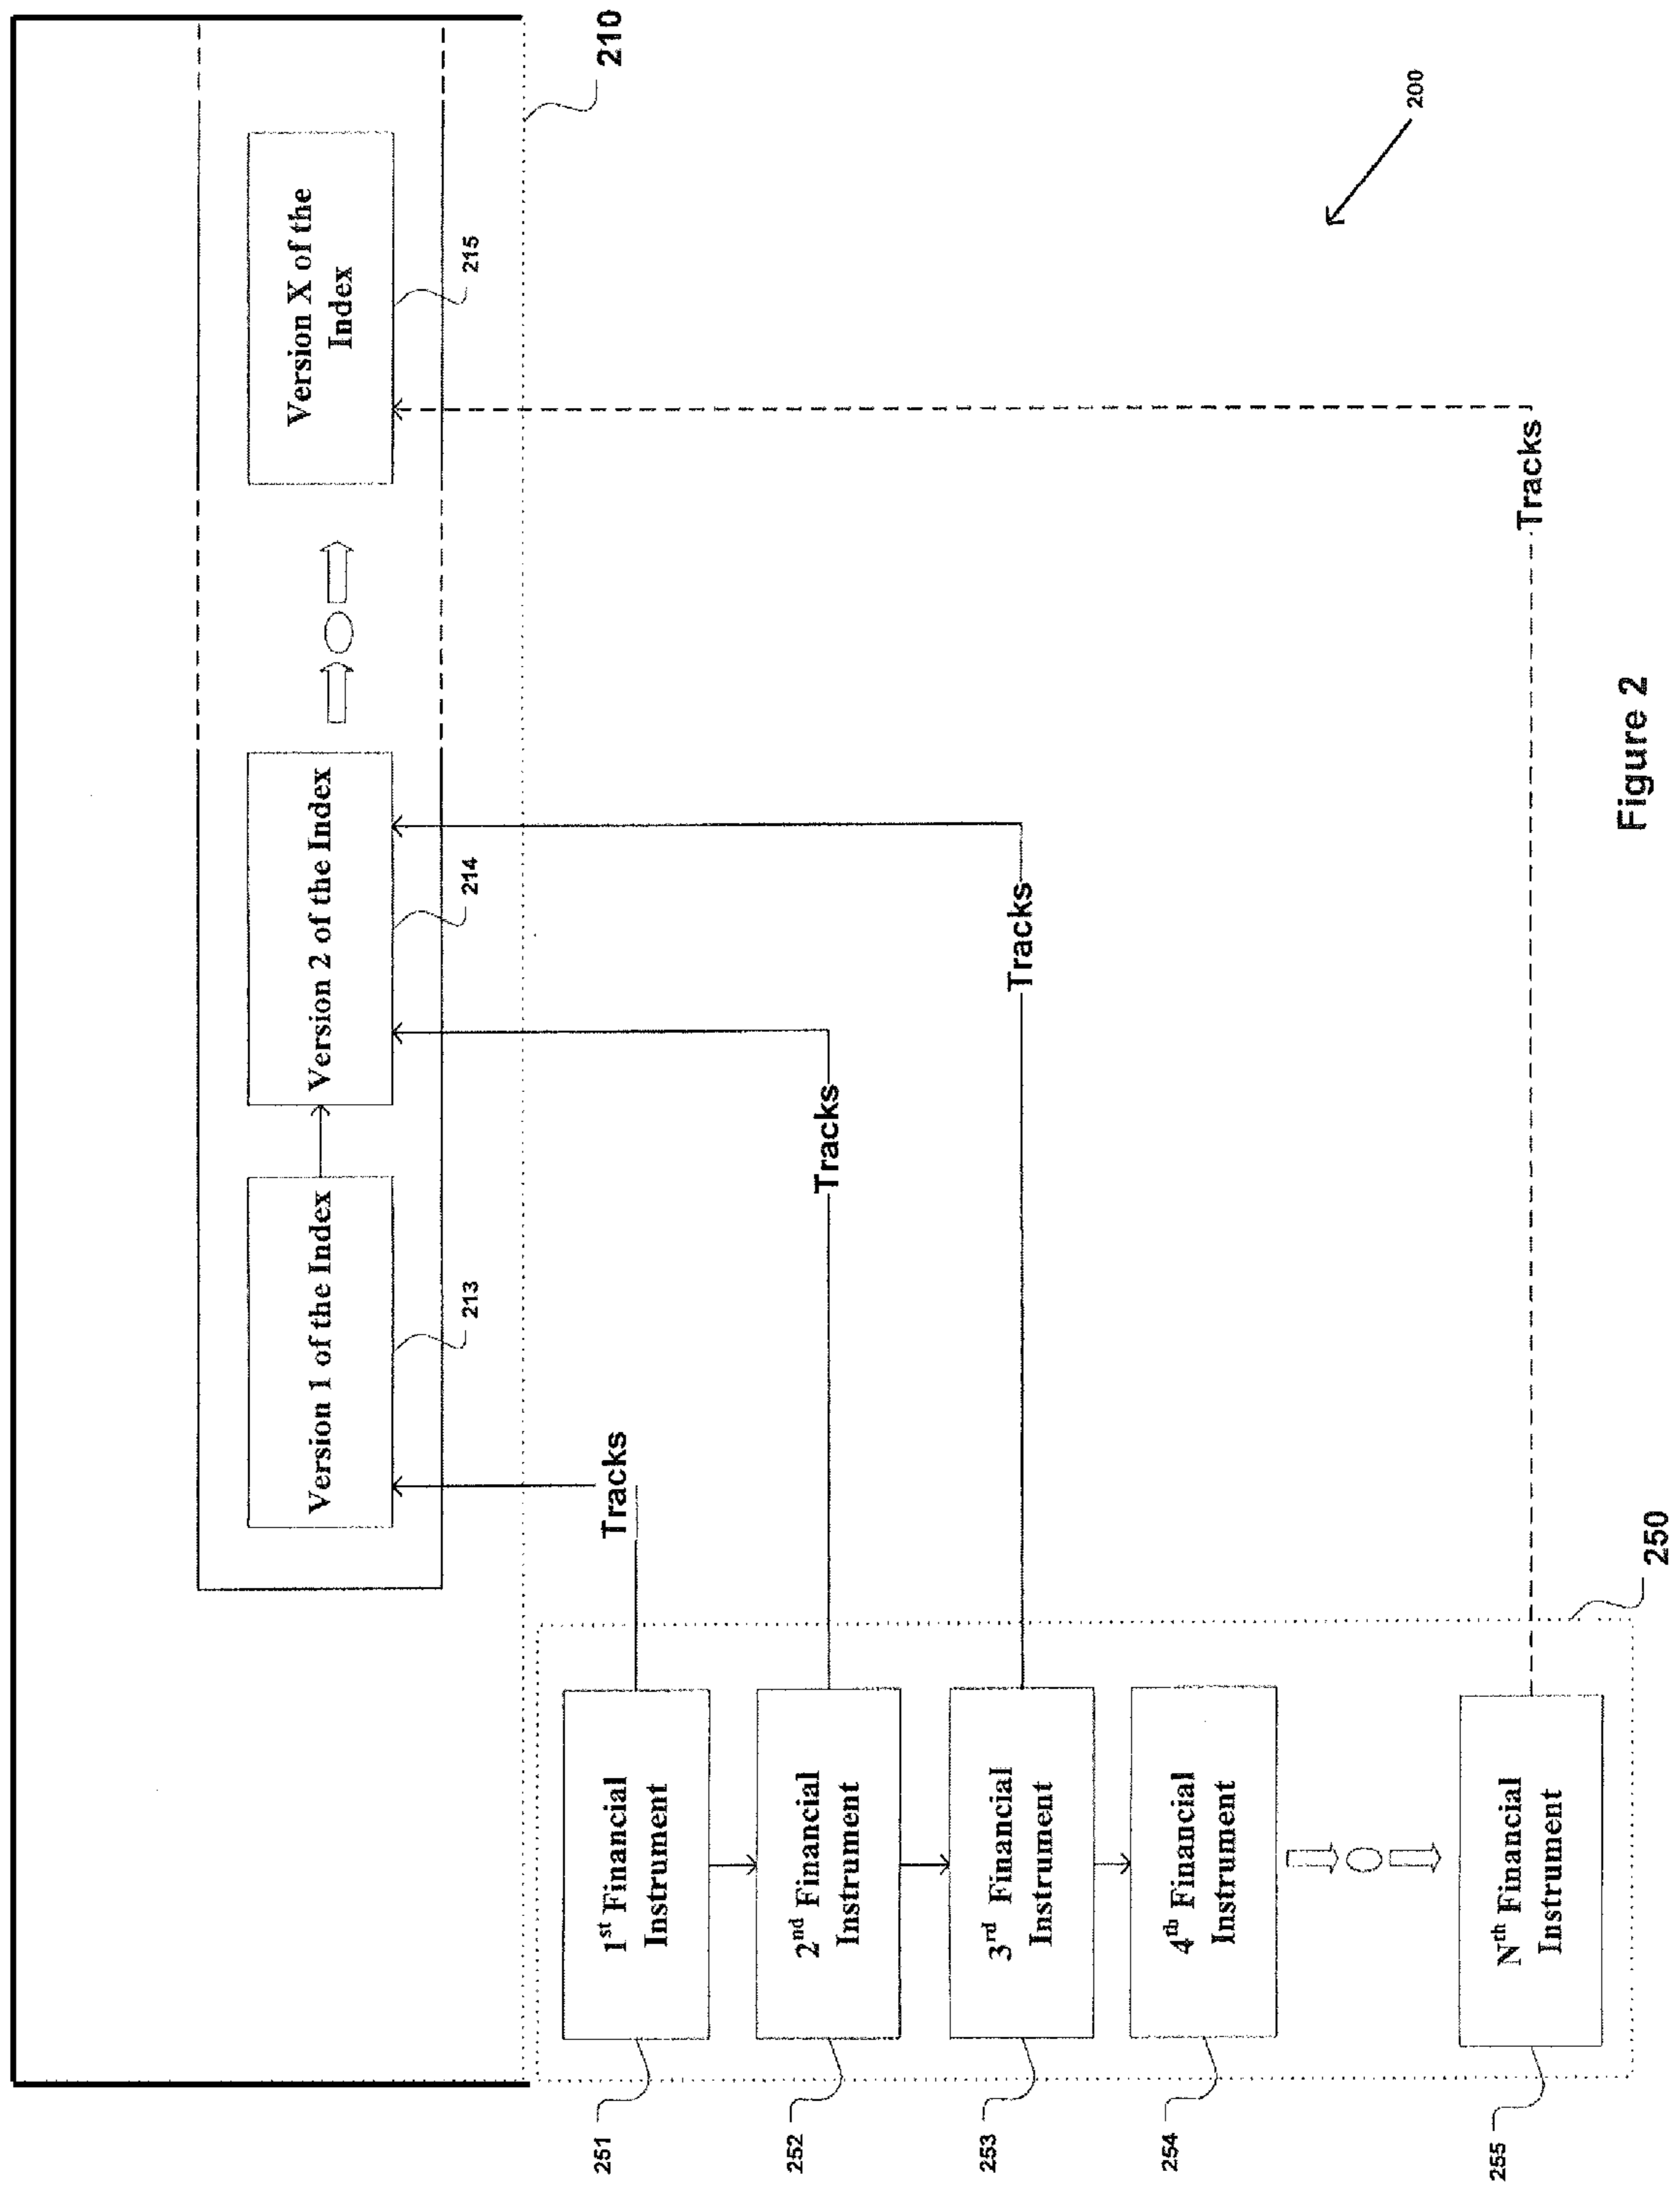 210
Version 1 of the Index
Version 2 of the Index
Version X of the
Index
213
214
215
200
Tracks
Tracks
Tracks
Tracks
251
1st Financial
Instrument
252
2nd Financial
Instrument
253
3rd Financial
Instrument
254
4th Financial
Instrument
255
Nth Financial
Instrument
250
Figure 2